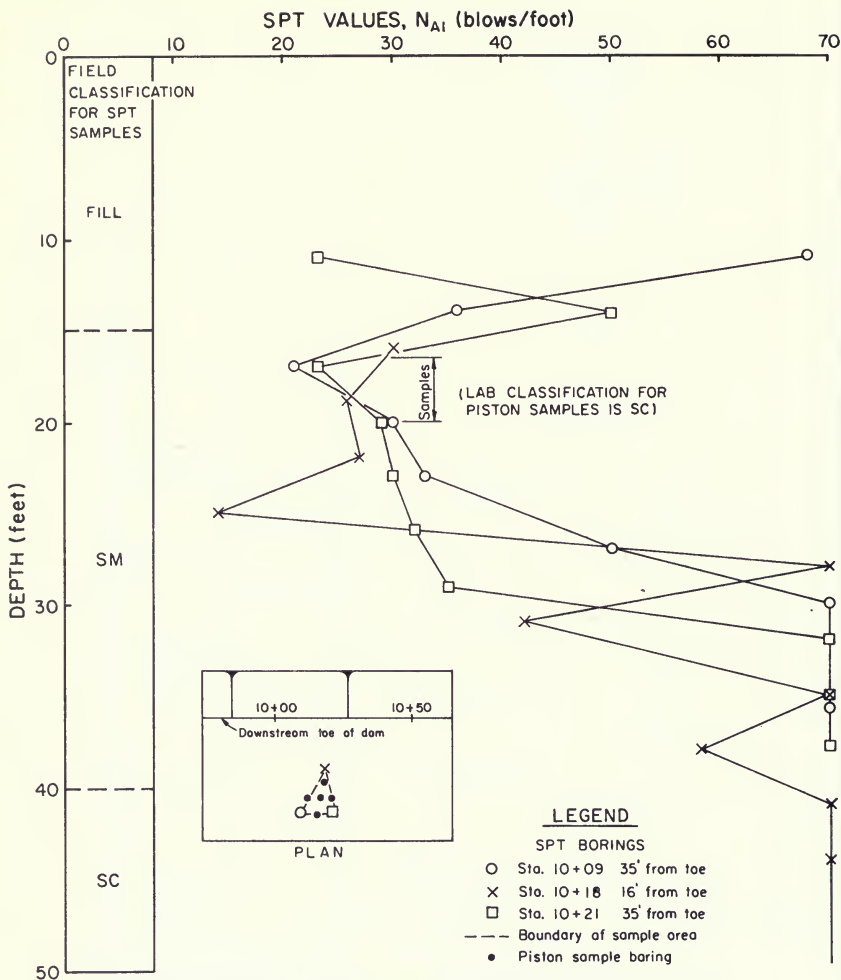 SPT VALUES, N_A1 (blows/foot)
0 20 30 40 50 60 70
0
10
20
30
40
50
DEPTH (feet)
FIELD
CLASSIFICATION
FOR SPT
SAMPLES
FILL
SM
SC
Samples
(LAB CLASSIFICATION FOR
PISTON SAMPLES IS SC)
10+00 10+50
Downstream toe of dam
PLAN
LEGEND
SPT BORINGS
Sta. 10+09 35' from toe
Sta. 10+18 16' from toe
Sta. 10+21 35' from toe
Boundary of sample area
Piston sample boring